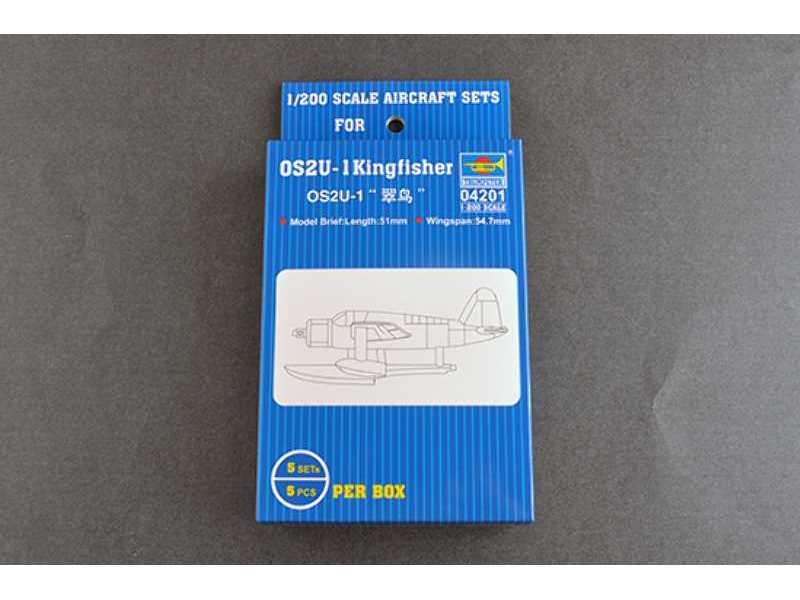 1/200 SCALE AIRCRAFT SETS
FOR
OS2U-1Kingfisher
OS2U-1 “翠鸟”
Model Brief:Length:51mm Wingspan:54.7mm
04201
1:200 SCALE
5 SETs
5 PCS
PER BOX